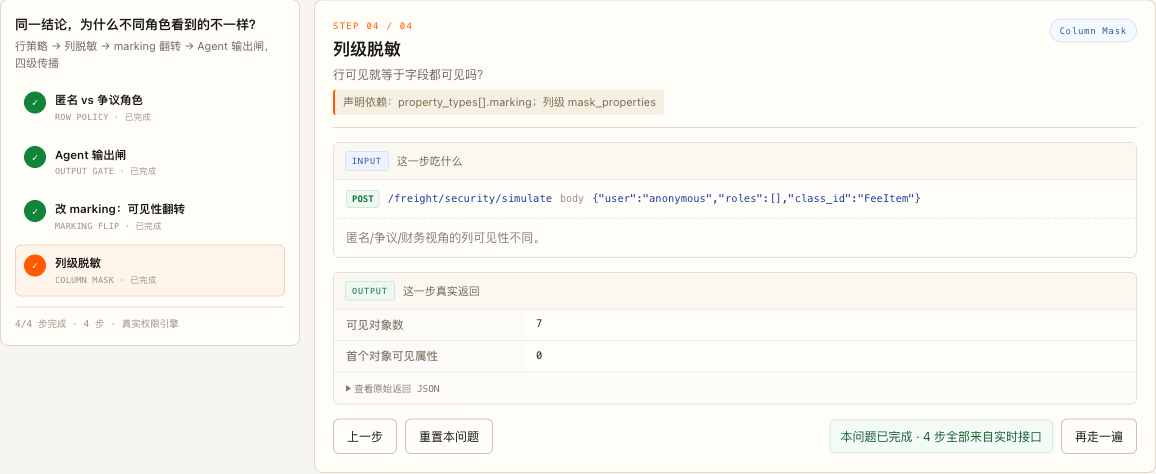 同一结论，为什么不同角色看到的不一样？
行策略 → 列脱敏 → marking 翻转 → Agent 输出闸，
四级传播
✓ 匿名 vs 争议角色
ROW POLICY · 已完成
✓ Agent 输出闸
OUTPUT GATE · 已完成
✓ 改 marking：可见性翻转
MARKING FLIP · 已完成
✓ 列级脱敏
COLUMN MASK · 已完成
4/4 步完成 · 4 步 · 真实权限引擎
STEP 04 / 04
列级脱敏
Column Mask
行可见就等于字段都可见吗？
声明依赖：property_types[].marking；列级 mask_properties
INPUT 这一步吃什么
POST /freight/security/simulate body {"user":"anonymous","roles":[],"class_id":"FeeItem"}
匿名/争议/财务视角的列可见性不同。
OUTPUT 这一步真实返回
可见对象数 7
首个对象可见属性 0
▶ 查看原始返回 JSON
上一步 重置本问题 本问题已完成 · 4 步全部来自实时接口 再走一遍